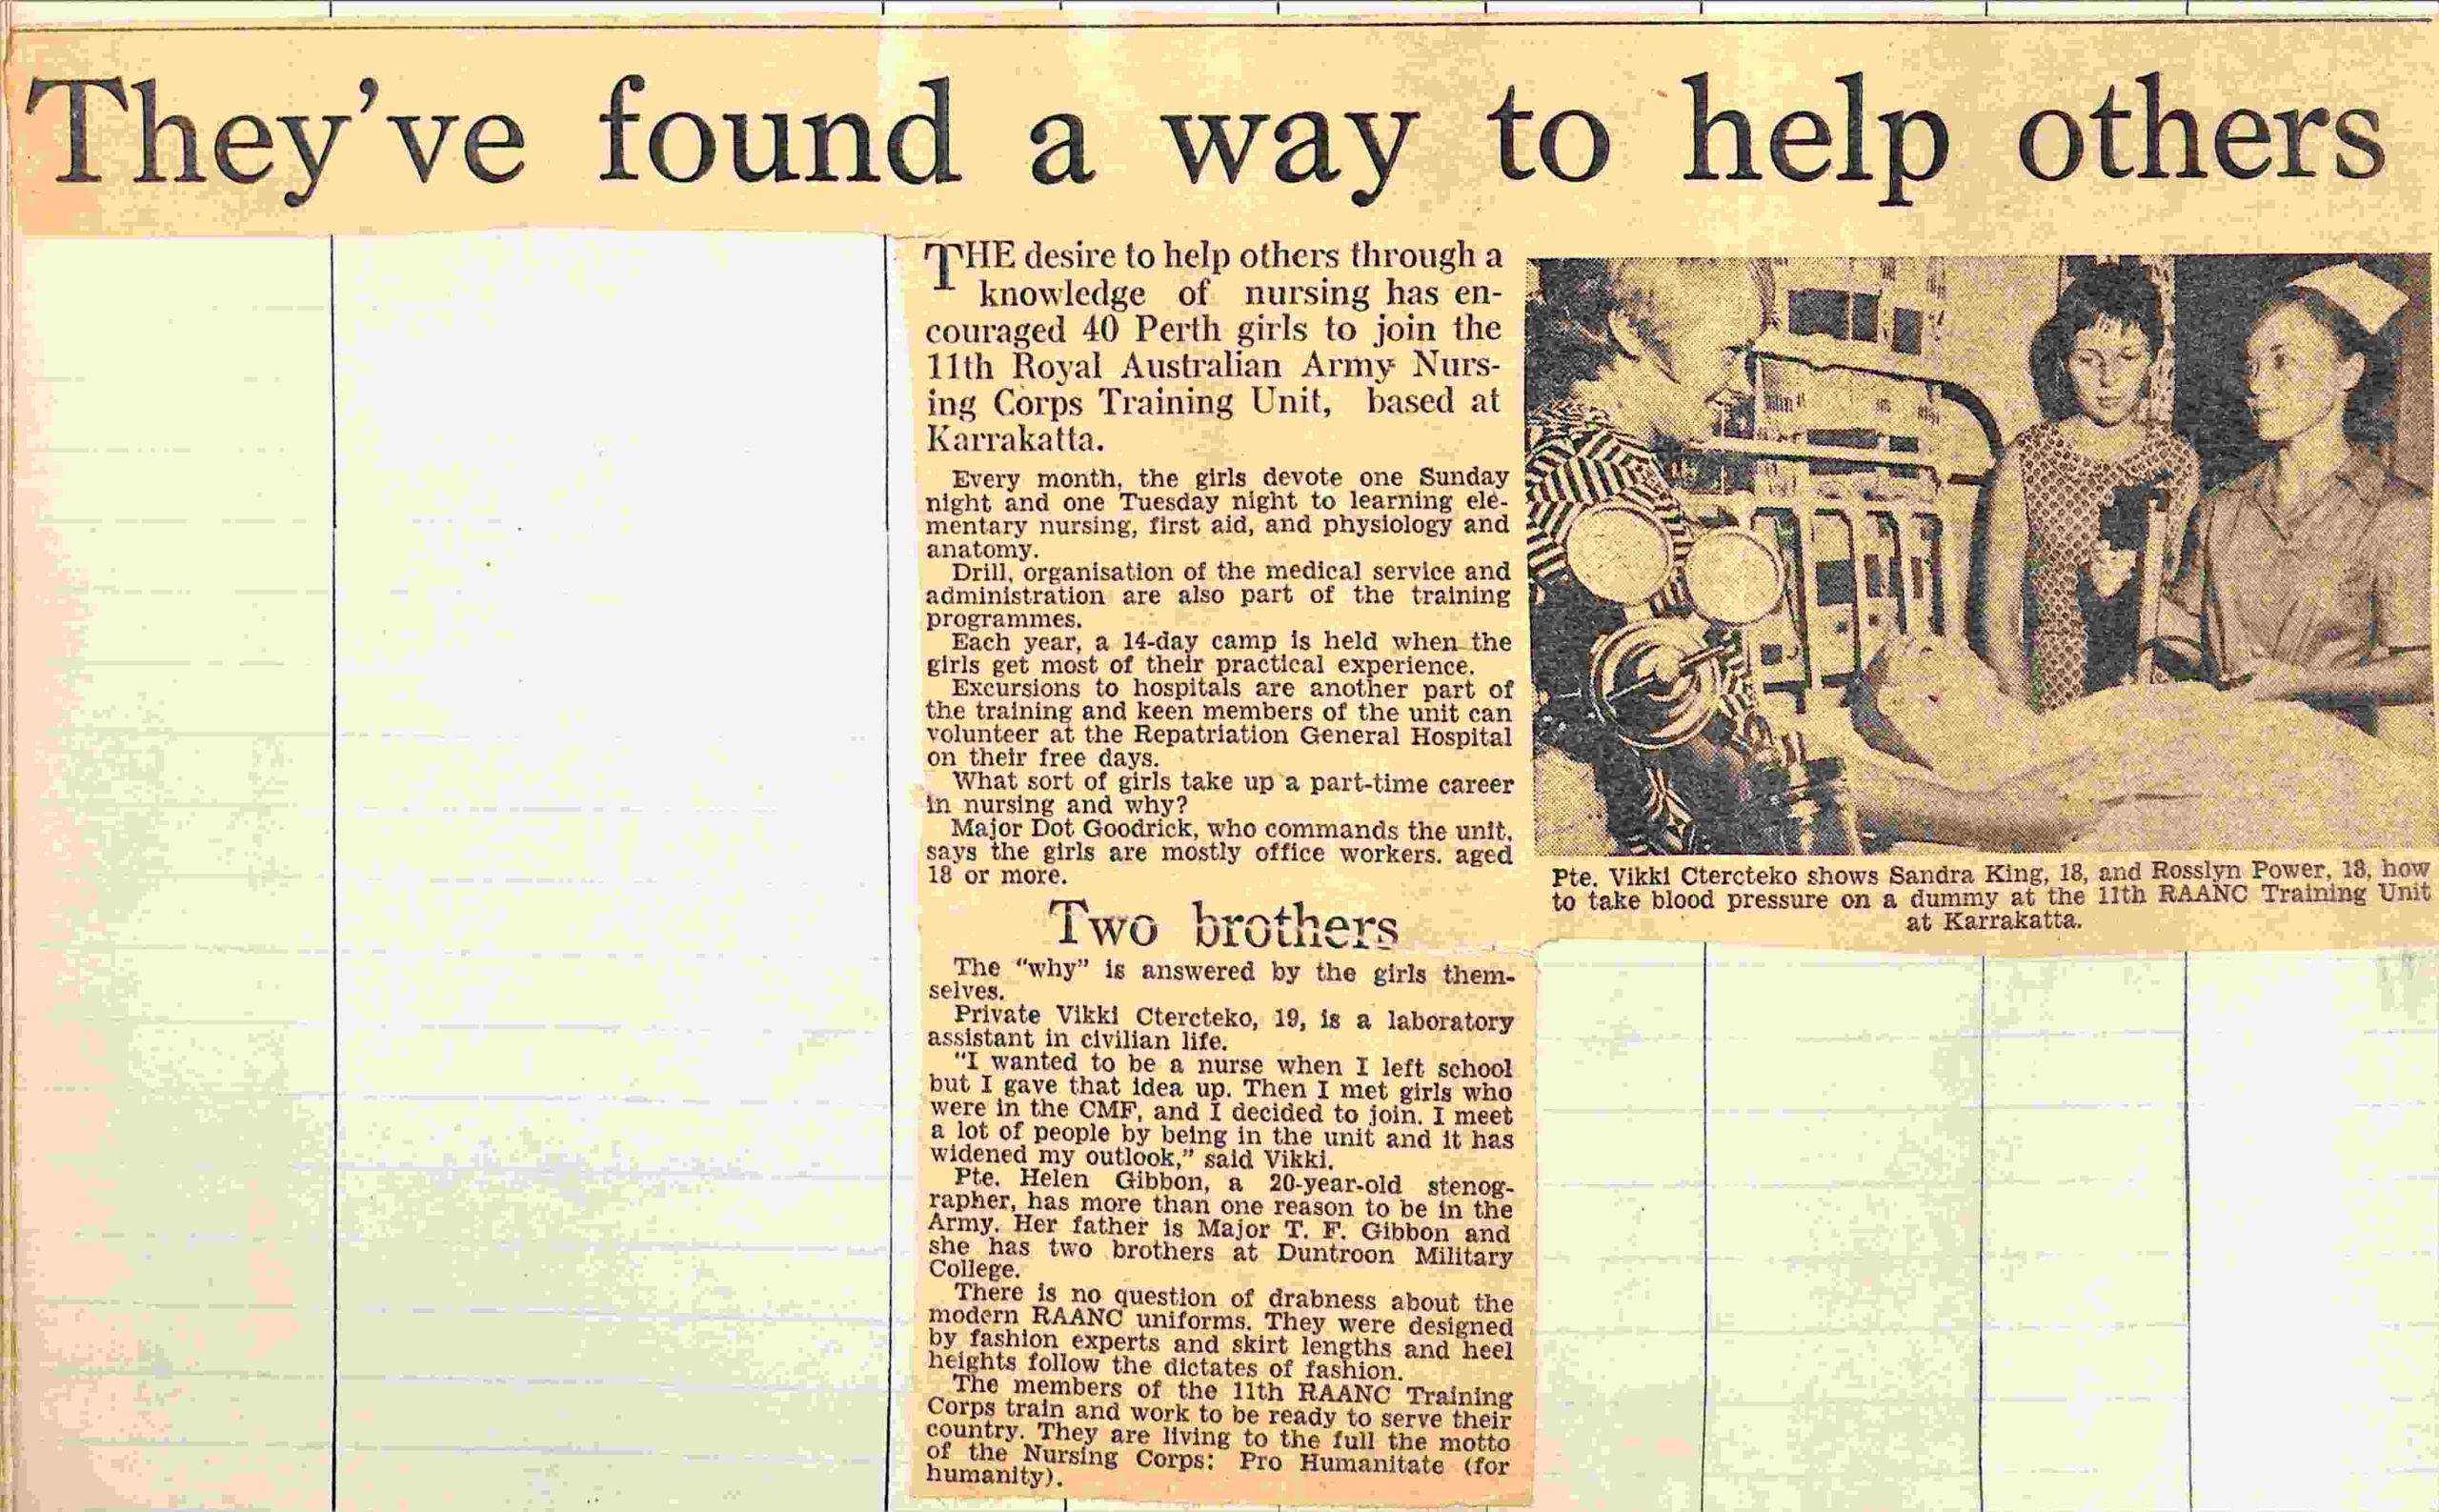 They've found a way to help others
THE desire to help others through a
knowledge of nursing has en-
couraged 40 Perth girls to join the
11th Royal Australian Army Nurs-
ing Corps Training Unit, based at
Karrakatta.
Every month, the girls devote one Sunday
night and one Tuesday night to learning ele-
mentary nursing, first aid, and physiology and
anatomy.
Drill, organisation of the medical service and
administration are also part of the training
programmes.
Each year, a 14-day camp is held when the
girls get most of their practical experience.
Excursions to hospitals are another part of
the training and keen members of the unit can
volunteer at the Repatriation General Hospital
on their free days.
What sort of girls take up a part-time career
in nursing and why?
Major Dot Goodrick, who commands the unit,
says the girls are mostly office workers. aged
18 or more.
Two brothers
The "why" is answered by the girls them-
selves.
Private Vikki Ctercteko, 19, is a laboratory
assistant in civilian life.
"I wanted to be a nurse when I left school
but I gave that idea up. Then I met girls who
were in the CMF, and I decided to join. I meet
a lot of people by being in the unit and it has
widened my outlook," said Vikki.
Pte. Helen Gibbon, a 20-year-old stenog-
rapher, has more than one reason to be in the
Army. Her father is Major T. F. Gibbon and
she has two brothers at Duntroon Military
College.
There is no question of drabness about the
modern RAANC uniforms. They were designed
by fashion experts and skirt lengths and heel
heights follow the dictates of fashion.
The members of the 11th RAANC Training
Corps train and work to be ready to serve their
country. They are living to the full the motto
of the Nursing Corps: Pro Humanitate (for
humanity).
Pte. Vikki Ctercteko shows Sandra King, 18, and Rosslyn Power, 18, how
to take blood pressure on a dummy at the 11th RAANC Training Unit
at Karrakatta.